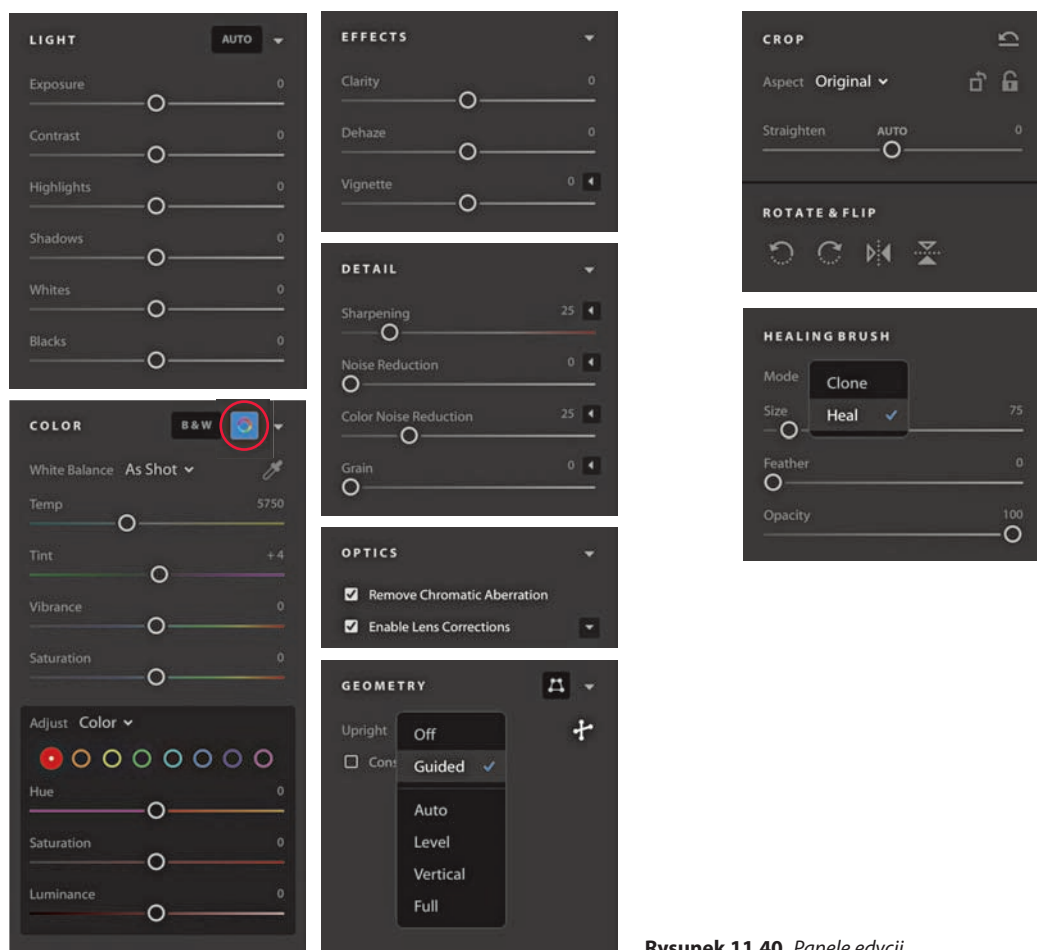 LIGHT AUTO
Exposure 0
Contrast 0
Highlights 0
Shadows 0
Whites 0
Blacks 0
COLOR B & W
White Balance As Shot
Temp 5750
Tint + 4
Vibrance 0
Saturation 0
Adjust Color
Hue 0
Saturation 0
Luminance 0
EFFECTS
Clarity 0
Dehaze 0
Vignette 0
DETAIL
Sharpening 25
Noise Reduction 0
Color Noise Reduction 25
Grain 0
OPTICS
Remove Chromatic Aberration
Enable Lens Corrections
GEOMETRY
Upright
Off
Cons
Guided
Auto
Level
Vertical
Full
CROP
Aspect Original
Straighten AUTO 0
ROTATE & FLIP
HEALING BRUSH
Mode
Clone
Size Heal 75
Feather 0
Opacity 100
Rysunek 11.40 Panele edycji